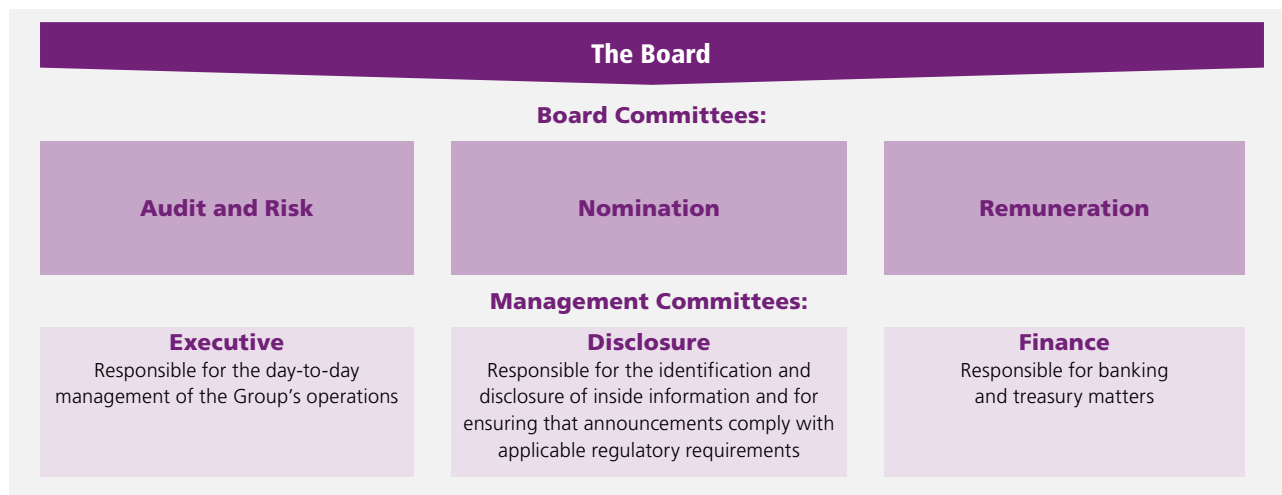 The Board
Board Committees:
Audit and Risk
Nomination
Remuneration
Management Committees:
Executive
Responsible for the day-to-day
management of the Group's operations
Disclosure
Responsible for the identification and
disclosure of inside information and for
ensuring that announcements comply with
applicable regulatory requirements
Finance
Responsible for banking
and treasury matters